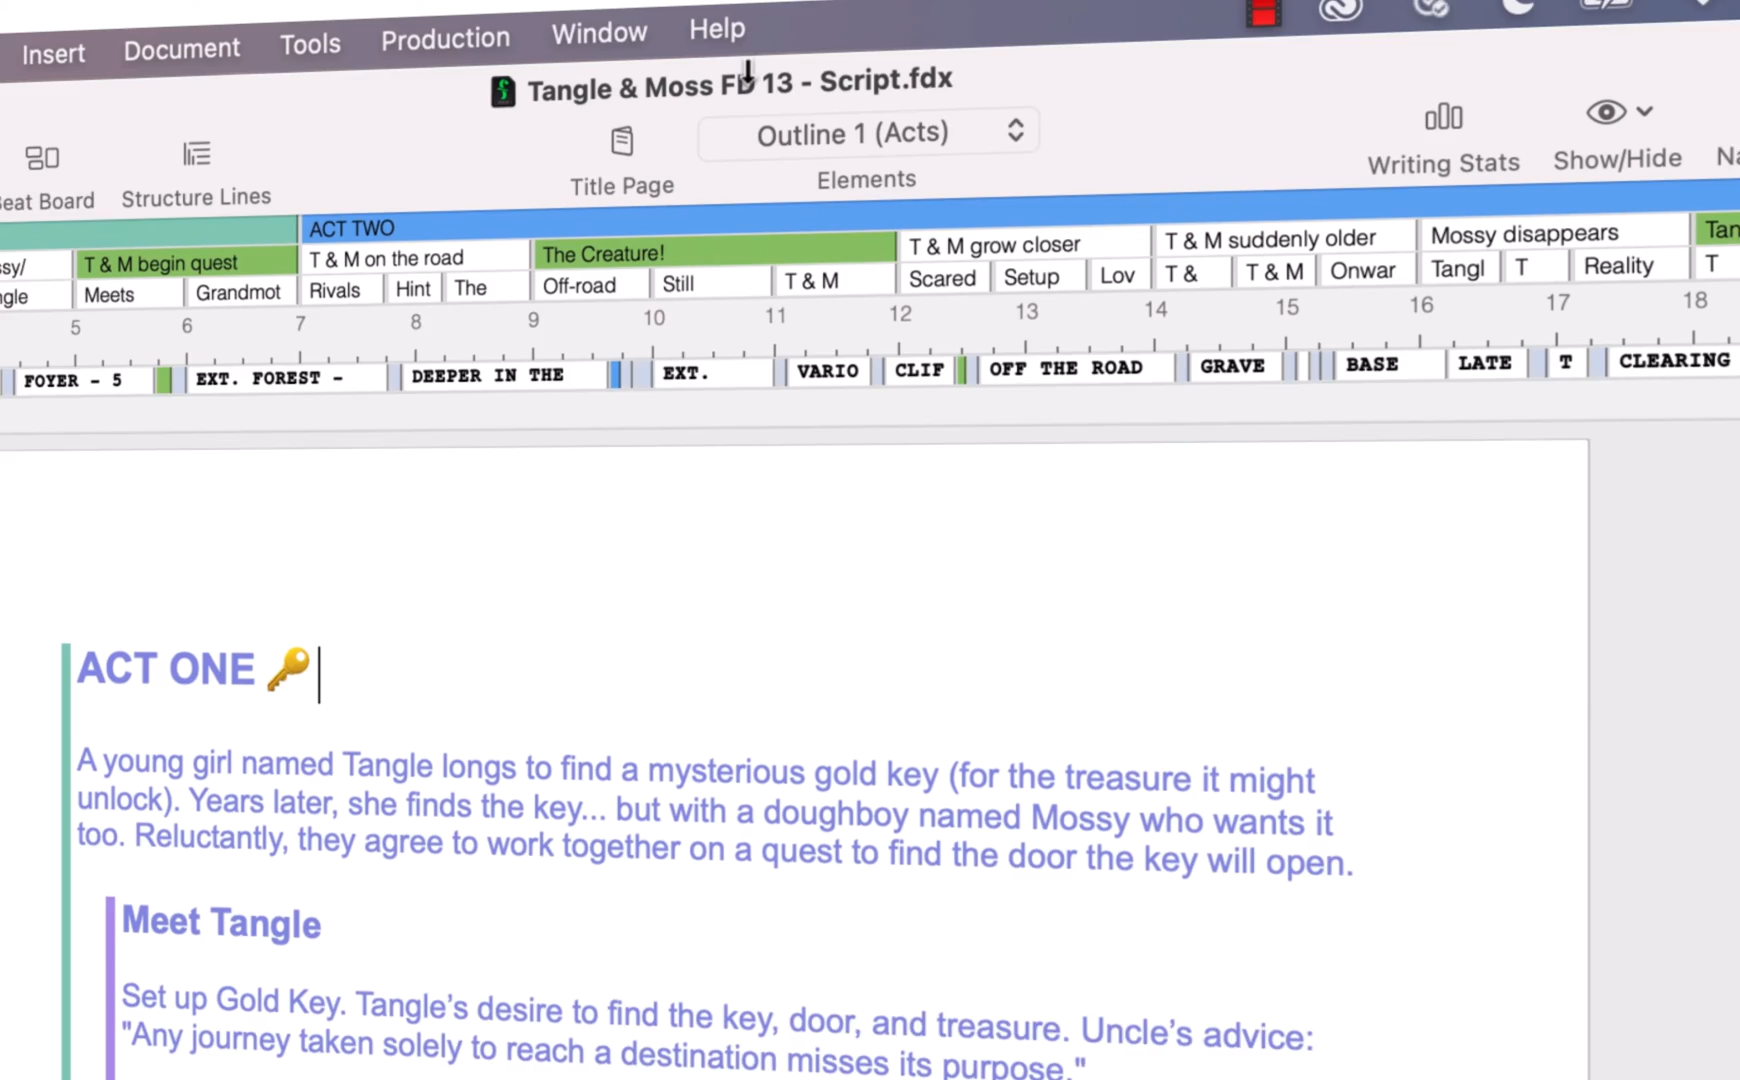 Insert Document Tools Production Window Help
Tangle & Moss FD 13 - Script.fdx
Outline 1 (Acts)
Beat Board Structure Lines Title Page Elements Writing Stats Show/Hide
ACT TWO
T & M begin quest T & M on the road The Creature! T & M grow closer T & M suddenly older Mossy disappears
Meets Grandmot Rivals Hint The Off-road Still T & M Scared Setup Lov T & T & M Onwar Tangl T Reality T
5 6 7 8 9 10 11 12 13 14 15 16 17 18
FOYER - 5 EXT. FOREST - DEEPER IN THE EXT. VARIO CLIF OFF THE ROAD GRAVE BASE LATE T CLEARING
ACT ONE 🔑
A young girl named Tangle longs to find a mysterious gold key (for the treasure it might
unlock). Years later, she finds the key... but with a doughboy named Mossy who wants it
too. Reluctantly, they agree to work together on a quest to find the door the key will open.
Meet Tangle
Set up Gold Key. Tangle’s desire to find the key, door, and treasure. Uncle’s advice:
"Any journey taken solely to reach a destination misses its purpose."